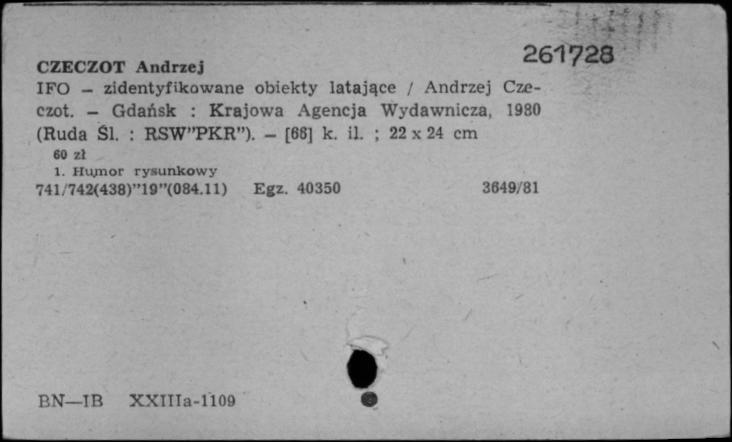 261728
CZECZOT Andrzej
IFO — zidentyfikowane obiekty latające / Andrzej Cze-
czot. — Gdańsk : Krajowa Agencja Wydawnicza, 1980
(Ruda Śl. : RSW”PKR”). — [66] k. il. ; 22 x 24 cm
60 zł
1. Humor rysunkowy
741/742(438)”19”(084.11) Egz. 40350 3649/81
BN—IB XXIIIa-1109